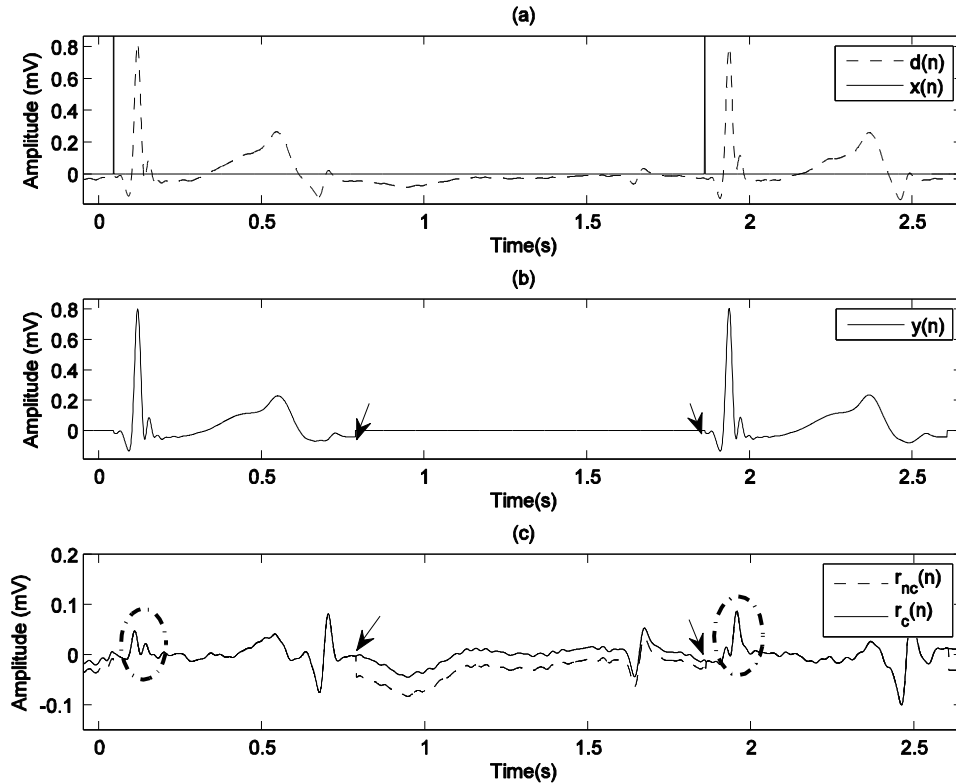 (a)
Amplitude (mV)
0.8
0.6
0.4
0.2
0
d(n)
x(n)
0 0.5 1 1.5 2 2.5
Time(s)
(b)
Amplitude (mV)
0.8
0.6
0.4
0.2
0
y(n)
0 0.5 1 1.5 2 2.5
Time(s)
(c)
Amplitude (mV)
0.2
0.1
0
-0.1
r_nc(n)
r_c(n)
0 0.5 1 1.5 2 2.5
Time(s)